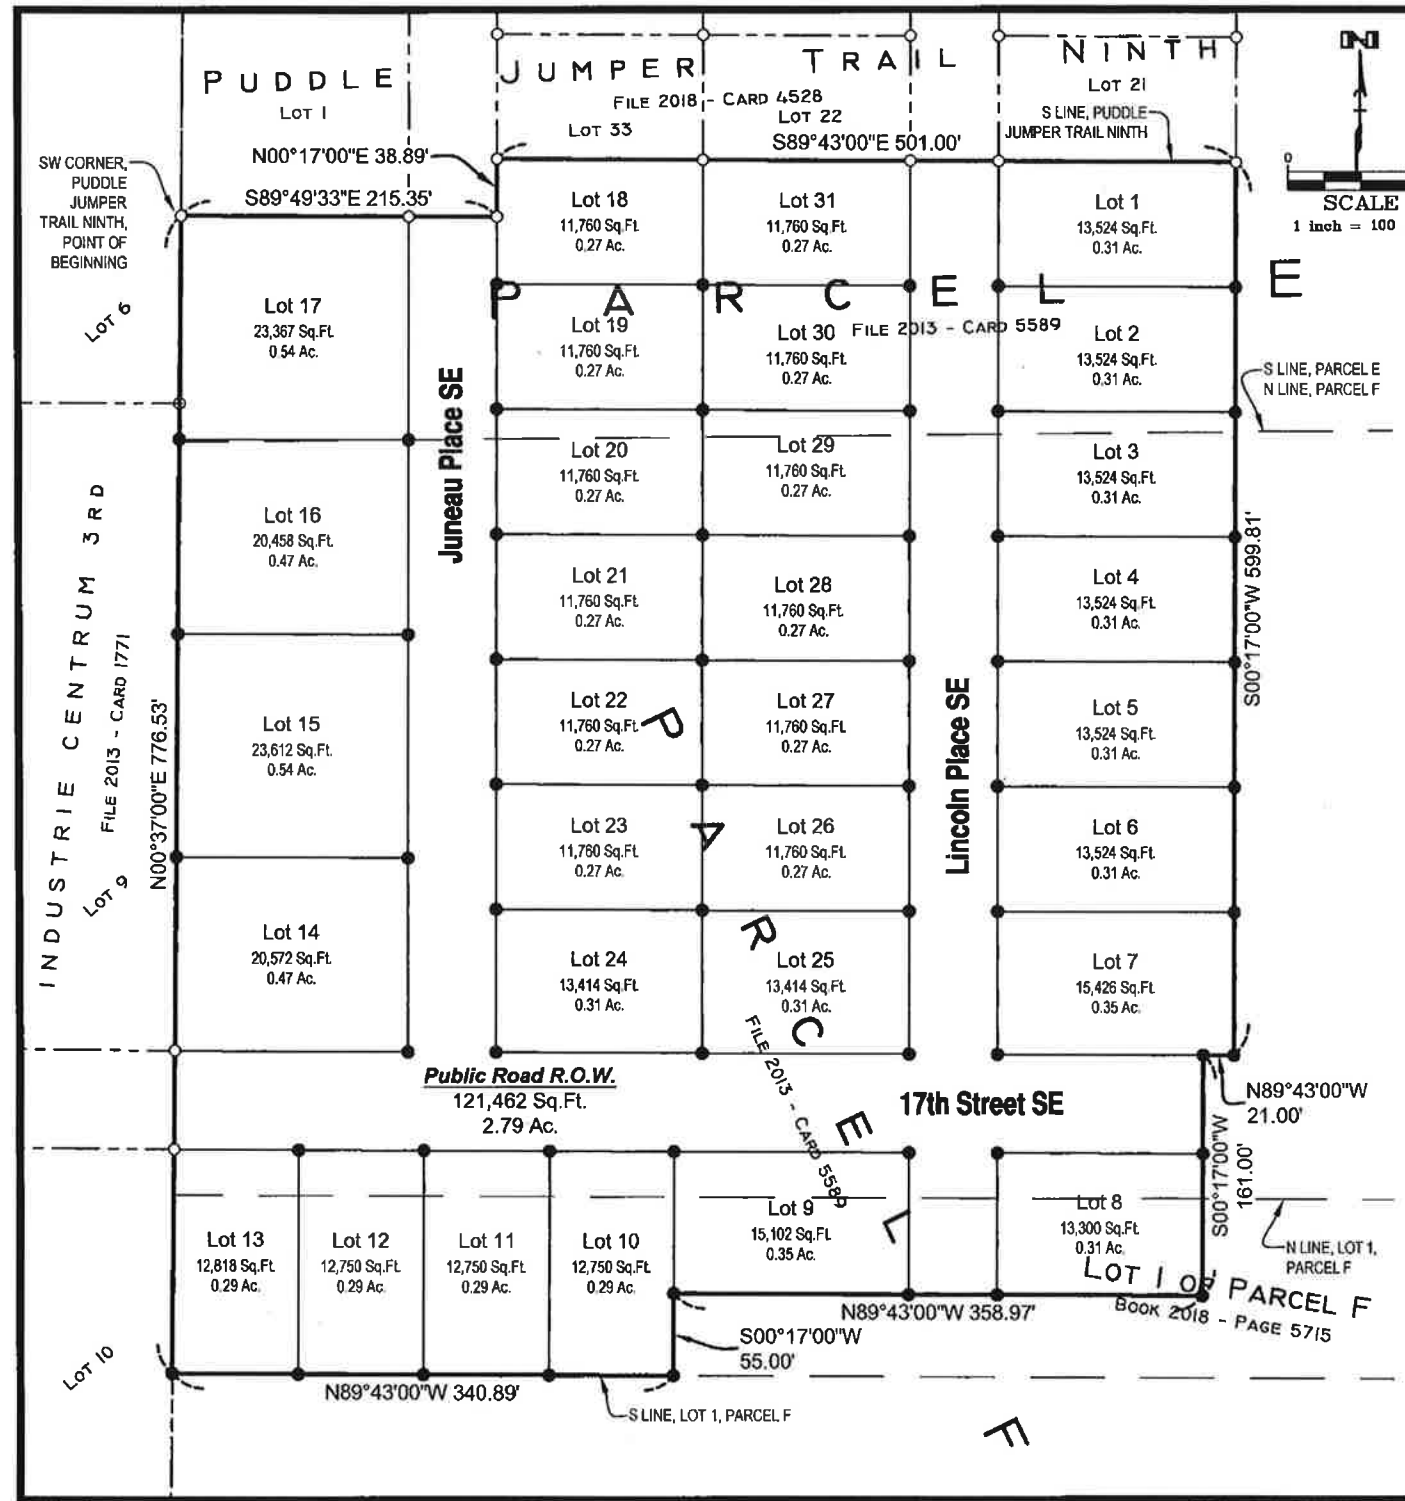 PUDDLE JUMPER TRAIL NINTH
LOT 1
FILE 2018 - CARD 4528
LOT 33
LOT 22
LOT 21
S LINE, PUDDLE
JUMPER TRAIL NINTH
N
0
SCALE
1 inch = 100
SW CORNER,
PUDDLE
JUMPER
TRAIL NINTH,
POINT OF
BEGINNING
N00°17'00"E 38.89'
S89°49'33"E 215.35'
S89°43'00"E 501.00'
Lot 18
11,760 Sq.Ft.
0.27 Ac.
Lot 31
11,760 Sq.Ft.
0.27 Ac.
Lot 1
13,524 Sq.Ft.
0.31 Ac.
PARCEL E
FILE 2013 - CARD 5589
LOT 6
Lot 17
23,367 Sq.Ft.
0.54 Ac.
Lot 19
11,760 Sq.Ft.
0.27 Ac.
Lot 30
11,760 Sq.Ft.
0.27 Ac.
Lot 2
13,524 Sq.Ft.
0.31 Ac.
S LINE, PARCEL E
N LINE, PARCEL F
Juneau Place SE
Lot 20
11,760 Sq.Ft.
0.27 Ac.
Lot 29
11,760 Sq.Ft.
0.27 Ac.
Lot 3
13,524 Sq.Ft.
0.31 Ac.
INDUSTRIE CENTRUM 3RD
FILE 2013 - CARD 1771
N00°37'00"E 776.53'
LOT 9
Lot 16
20,458 Sq.Ft.
0.47 Ac.
Lot 21
11,760 Sq.Ft.
0.27 Ac.
Lot 28
11,760 Sq.Ft.
0.27 Ac.
Lot 4
13,524 Sq.Ft.
0.31 Ac.
S00°17'00"W 599.81'
Lot 15
23,612 Sq.Ft.
0.54 Ac.
Lot 22
11,760 Sq.Ft.
0.27 Ac.
Lot 27
11,760 Sq.Ft.
0.27 Ac.
Lincoln Place SE
Lot 5
13,524 Sq.Ft.
0.31 Ac.
PARCEL F
FILE 2013 - CARD 5589
Lot 23
11,760 Sq.Ft.
0.27 Ac.
Lot 26
11,760 Sq.Ft.
0.27 Ac.
Lot 6
13,524 Sq.Ft.
0.31 Ac.
Lot 14
20,572 Sq.Ft.
0.47 Ac.
Lot 24
13,414 Sq.Ft.
0.31 Ac.
Lot 25
13,414 Sq.Ft.
0.31 Ac.
Lot 7
15,426 Sq.Ft.
0.35 Ac.
Public Road R.O.W.
121,462 Sq.Ft.
2.79 Ac.
17th Street SE
N89°43'00"W
21.00'
S00°17'00"W
161.00'
Lot 13
12,818 Sq.Ft.
0.29 Ac.
Lot 12
12,750 Sq.Ft.
0.29 Ac.
Lot 11
12,750 Sq.Ft.
0.29 Ac.
Lot 10
12,750 Sq.Ft.
0.29 Ac.
Lot 9
15,102 Sq.Ft.
0.35 Ac.
Lot 8
13,300 Sq.Ft.
0.31 Ac.
N LINE, LOT 1,
PARCEL F
LOT 1 OF PARCEL F
BOOK 2018 - PAGE 5715
N89°43'00"W 358.97'
S00°17'00"W
55.00'
LOT 10
N89°43'00"W 340.89'
S LINE, LOT 1, PARCEL F